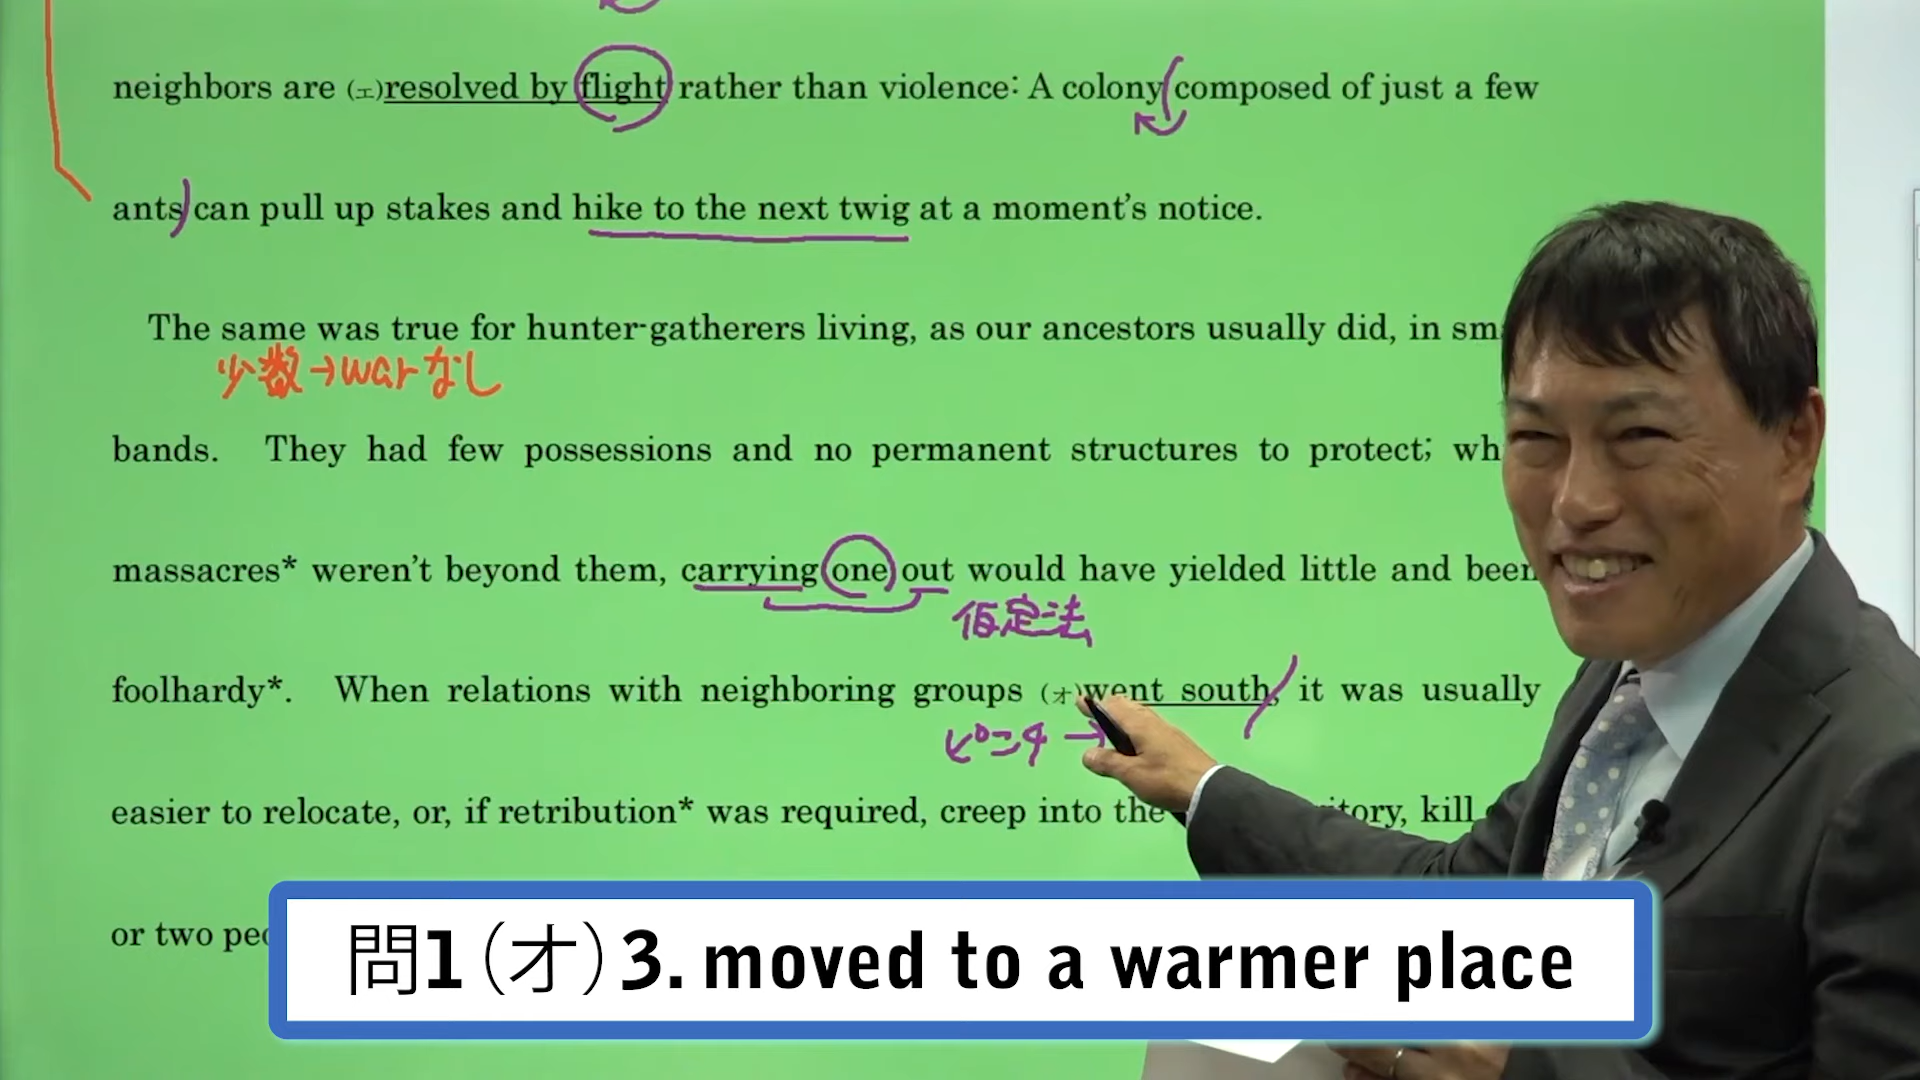 neighbors are (エ)resolved by flight rather than violence: A colony composed of just a few
ants can pull up stakes and hike to the next twig at a moment's notice.
The same was true for hunter-gatherers living, as our ancestors usually did, in
少数→warなし
bands. They had few possessions and no permanent structures to protect;
massacres* weren't beyond them, carrying one out would have yielded little and been
仮定法
foolhardy*. When relations with neighboring groups (オ)went south, it was usually
ピンチ→
easier to relocate, or, if retribution* was required, creep into the kill
or two
問1(オ)3. moved to a warmer place